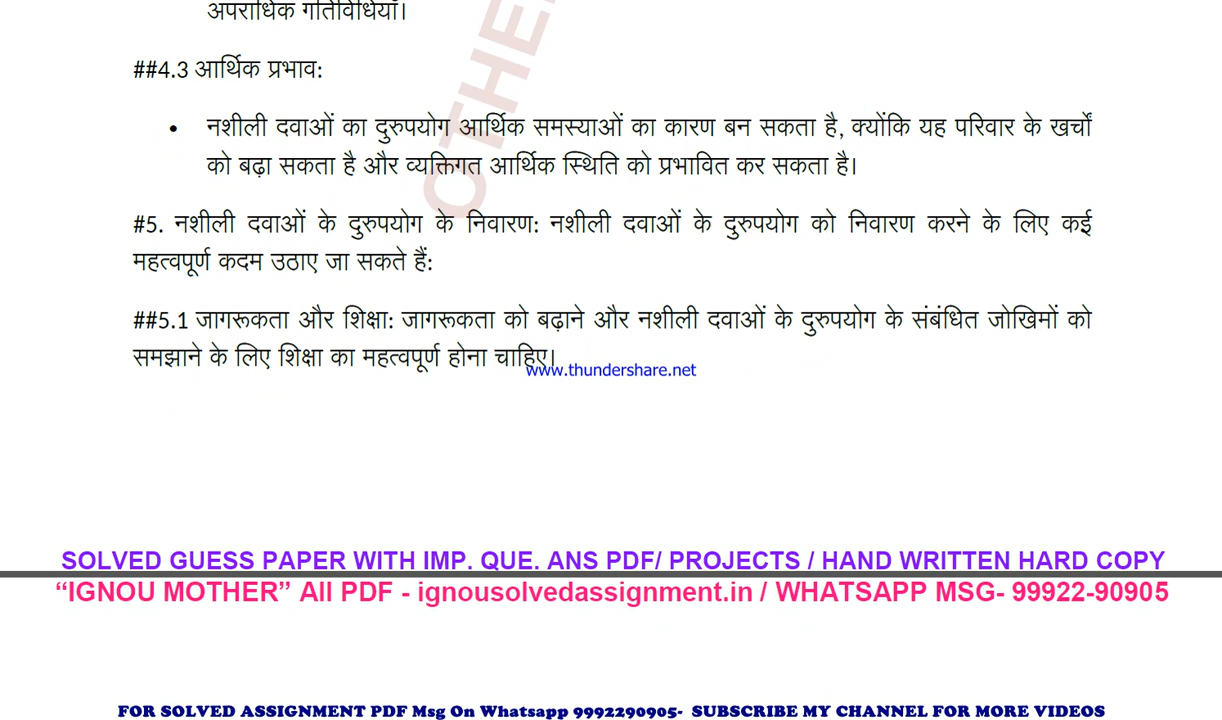 अपराधिक गतिविधियाँ।
##4.3 आर्थिक प्रभाव:
• नशीली दवाओं का दुरुपयोग आर्थिक समस्याओं का कारण बन सकता है, क्योंकि यह परिवार के खर्चों
को बढ़ा सकता है और व्यक्तिगत आर्थिक स्थिति को प्रभावित कर सकता है।
#5. नशीली दवाओं के दुरुपयोग के निवारण: नशीली दवाओं के दुरुपयोग को निवारण करने के लिए कई
महत्वपूर्ण कदम उठाए जा सकते हैं:
##5.1 जागरूकता और शिक्षा: जागरूकता को बढ़ाने और नशीली दवाओं के दुरुपयोग के संबंधित जोखिमों को
समझाने के लिए शिक्षा का महत्वपूर्ण होना चाहिए।
www.thundershare.net
SOLVED GUESS PAPER WITH IMP. QUE. ANS PDF/ PROJECTS / HAND WRITTEN HARD COPY
“IGNOU MOTHER” All PDF - ignousolvedassignment.in / WHATSAPP MSG- 99922-90905
FOR SOLVED ASSIGNMENT PDF Msg On Whatsapp 9992290905- SUBSCRIBE MY CHANNEL FOR MORE VIDEOS